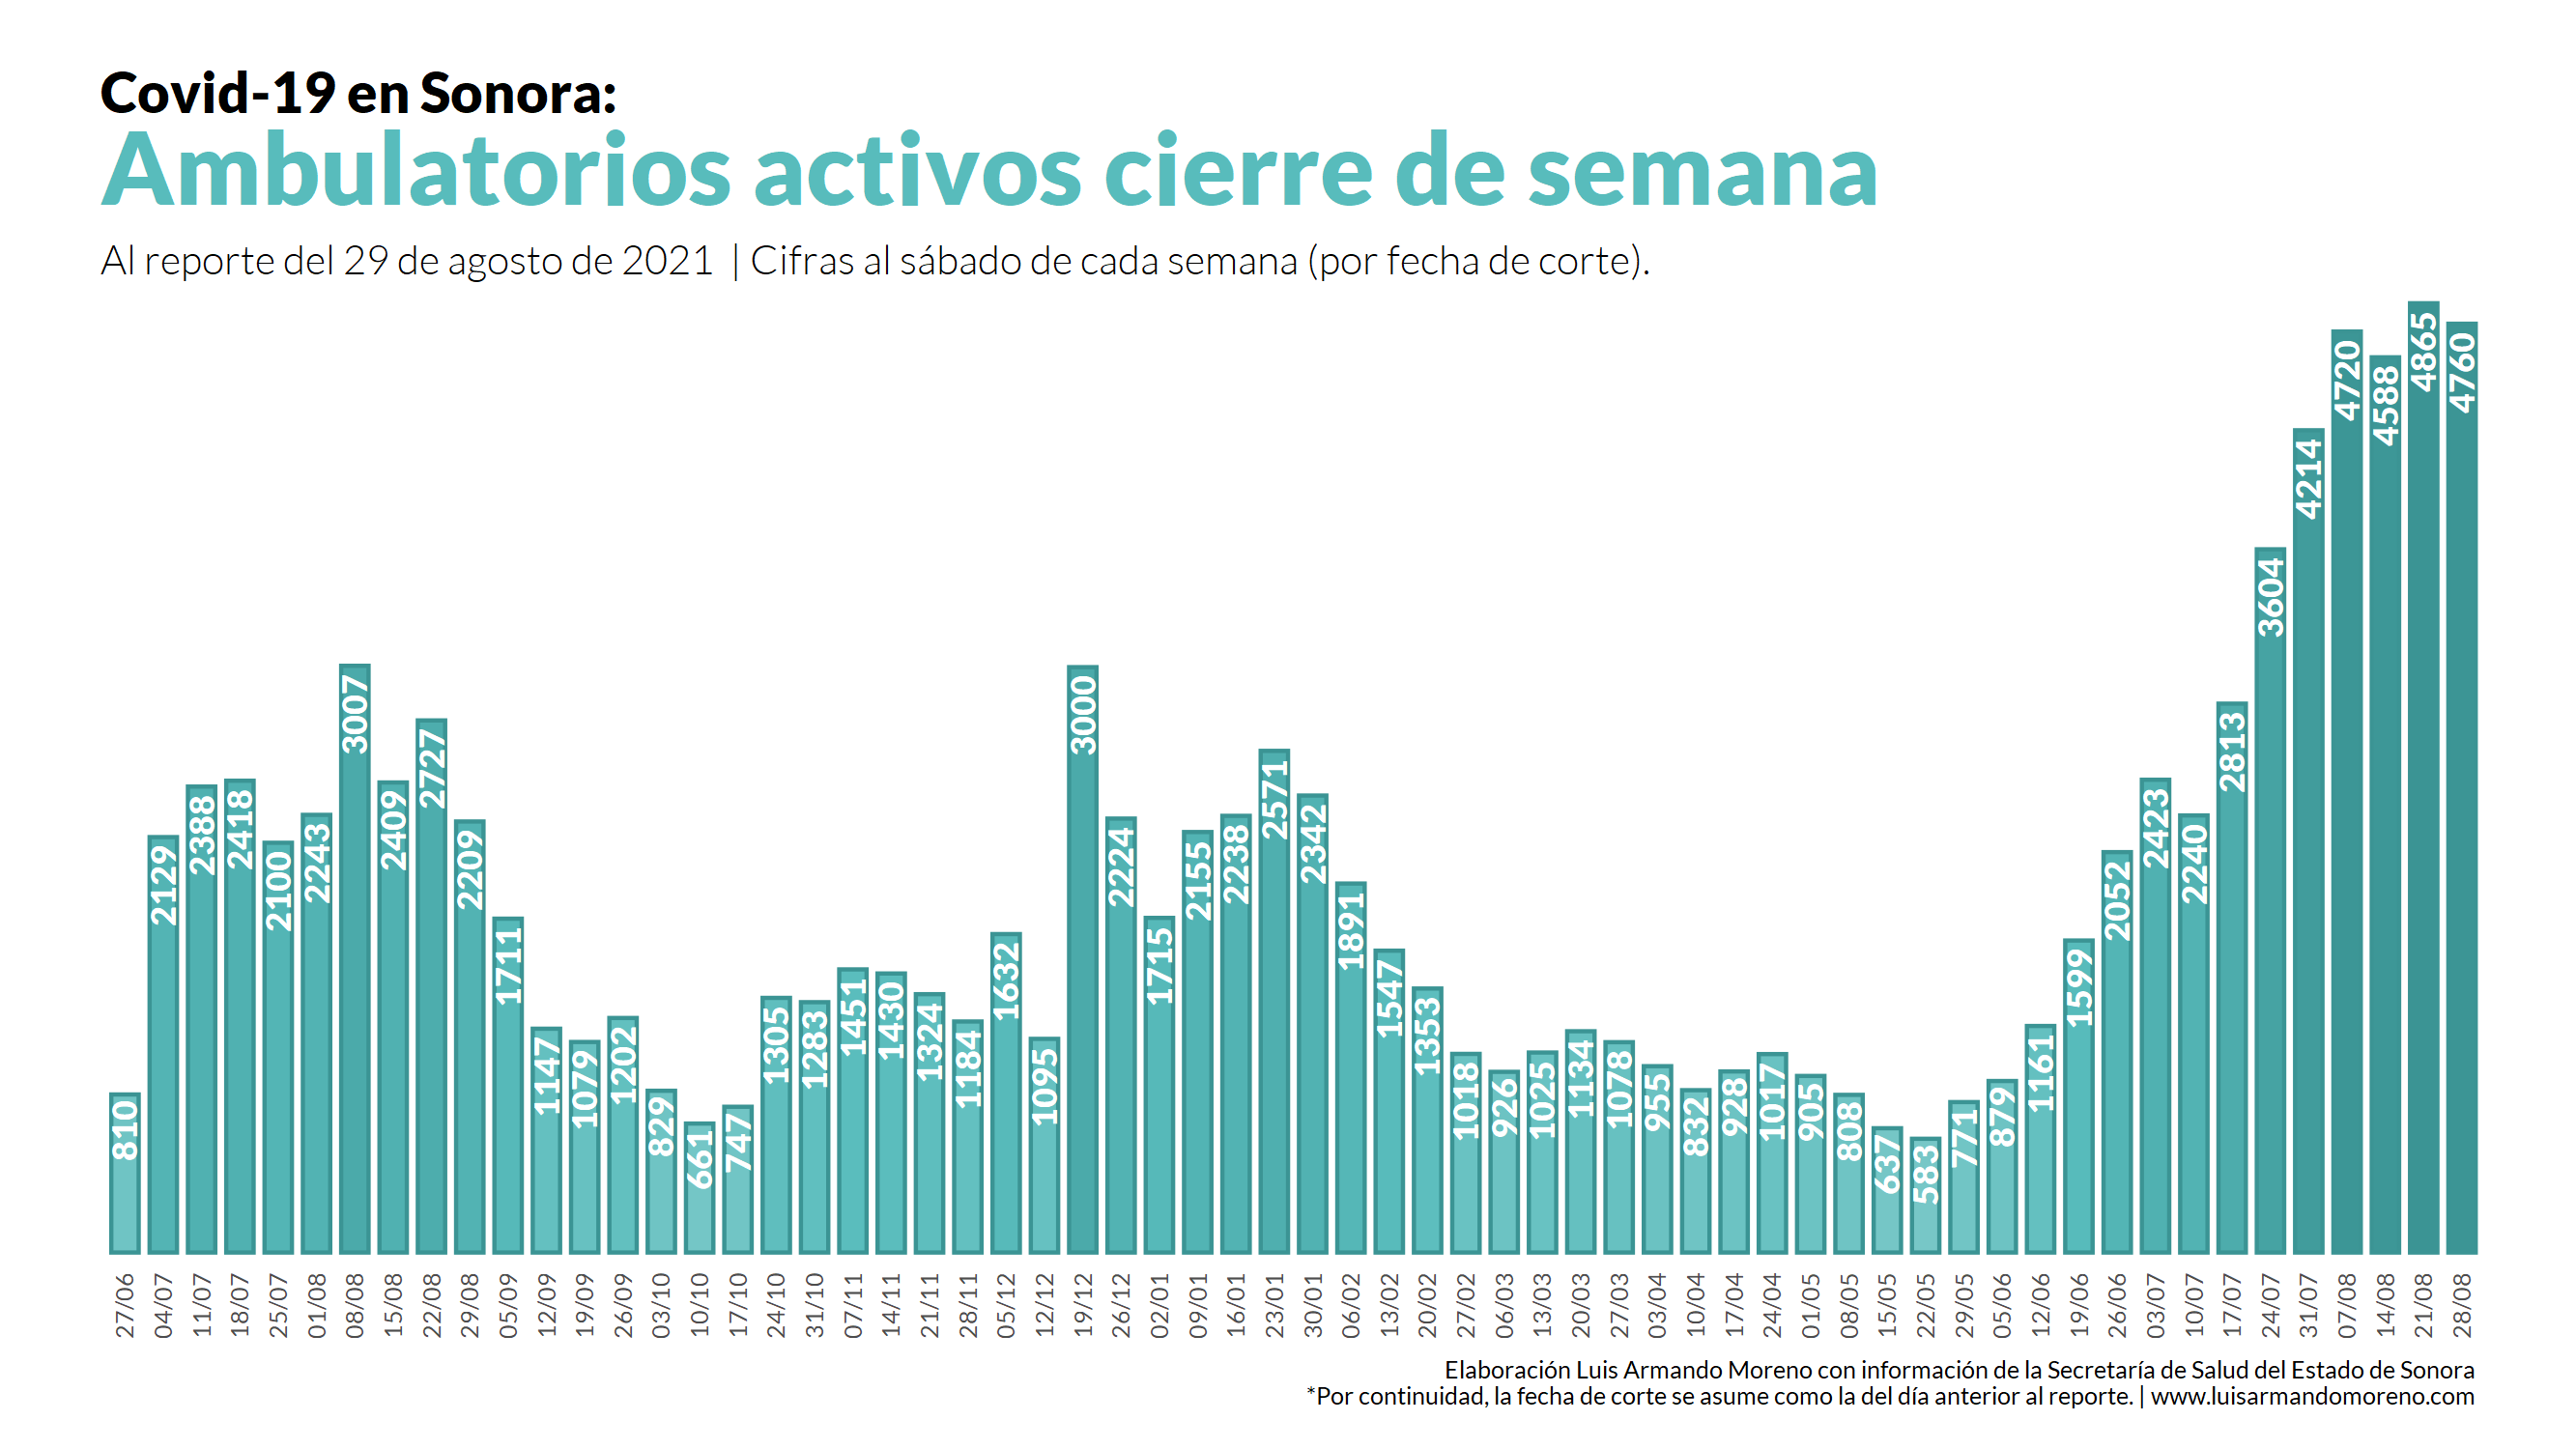 Covid-19 en Sonora:
Ambulatorios activos cierre de semana
Al reporte del 29 de agosto de 2021 | Cifras al sábado de cada semana (por fecha de corte).
810 2129 2388 2418 2100 2243 3007 2409 2727 2209 1711 1147 1079 1202 829 661 747 1305 1283 1451 1430 1324 1184 1632 1095 3000 2224 1715 2155 2238 2571 2342 1891 1547 1353 1018 926 1025 1134 1078 955 832 928 1017 905 808 637 583 771 879 1161 1599 2052 2423 2240 2813 3604 4214 4720 4588 4865 4760
27/06 04/07 11/07 18/07 25/07 01/08 08/08 15/08 22/08 29/08 05/09 12/09 19/09 26/09 03/10 10/10 17/10 24/10 31/10 07/11 14/11 21/11 28/11 05/12 12/12 19/12 26/12 02/01 09/01 16/01 23/01 30/01 06/02 13/02 20/02 27/02 06/03 13/03 20/03 27/03 03/04 10/04 17/04 24/04 01/05 08/05 15/05 22/05 29/05 05/06 12/06 19/06 26/06 03/07 10/07 17/07 24/07 31/07 07/08 14/08 21/08 28/08
Elaboración Luis Armando Moreno con información de la Secretaría de Salud del Estado de Sonora
*Por continuidad, la fecha de corte se asume como la del día anterior al reporte. | www.luisarmandomoreno.com